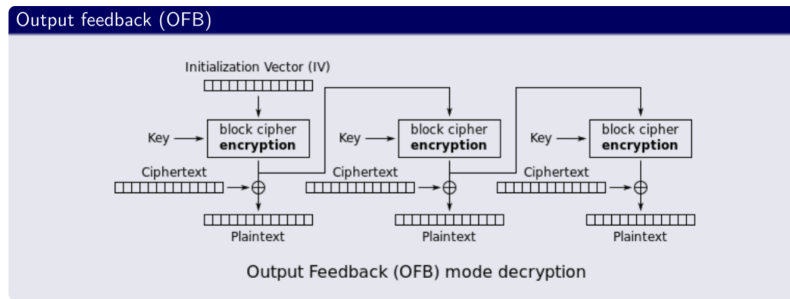 Output feedback (OFB)
Initialization Vector (IV)
Key block cipher encryption Key block cipher encryption Key block cipher encryption
Ciphertext Ciphertext Ciphertext
Plaintext Plaintext Plaintext
Output Feedback (OFB) mode decryption